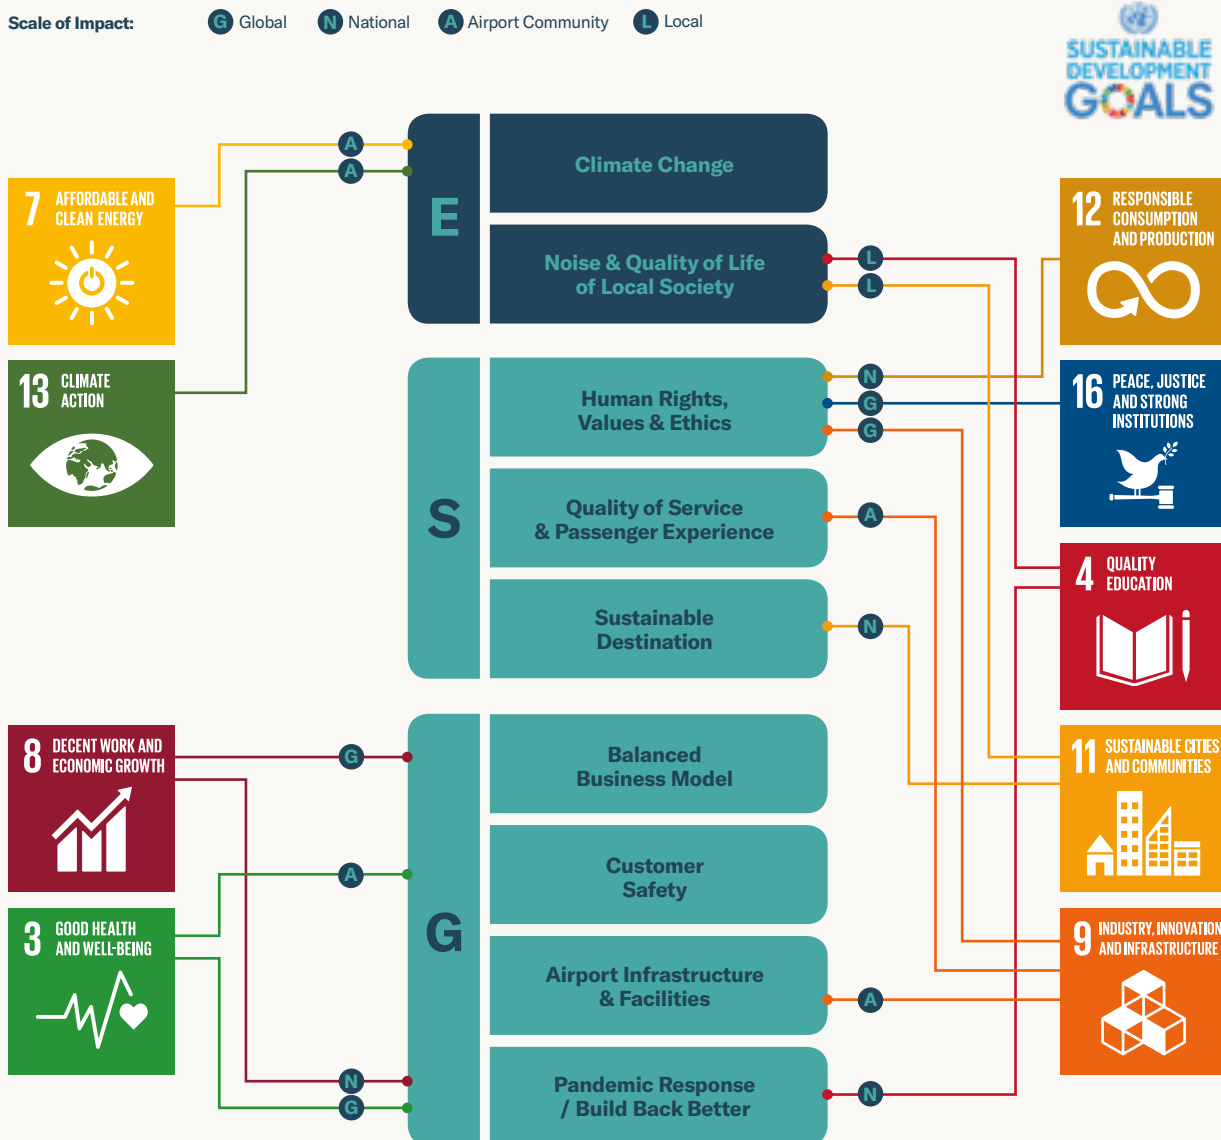 Scale of Impact:
G Global
N National
A Airport Community
L Local
SUSTAINABLE
DEVELOPMENT
GOALS
A
A
7 AFFORDABLE AND
CLEAN ENERGY
13 CLIMATE
ACTION
E
Climate Change
Noise & Quality of Life
of Local Society
L
L
12 RESPONSIBLE
CONSUMPTION
AND PRODUCTION
S
Human Rights,
Values & Ethics
N
G
G
16 PEACE, JUSTICE
AND STRONG
INSTITUTIONS
Quality of Service
& Passenger Experience
A
4 QUALITY
EDUCATION
Sustainable
Destination
N
8 DECENT WORK AND
ECONOMIC GROWTH
G
G
Balanced
Business Model
11 SUSTAINABLE CITIES
AND COMMUNITIES
Customer
Safety
A
3 GOOD HEALTH
AND WELL-BEING
Airport Infrastructure
& Facilities
A
9 INDUSTRY, INNOVATION
AND INFRASTRUCTURE
N
G
Pandemic Response
/ Build Back Better
N